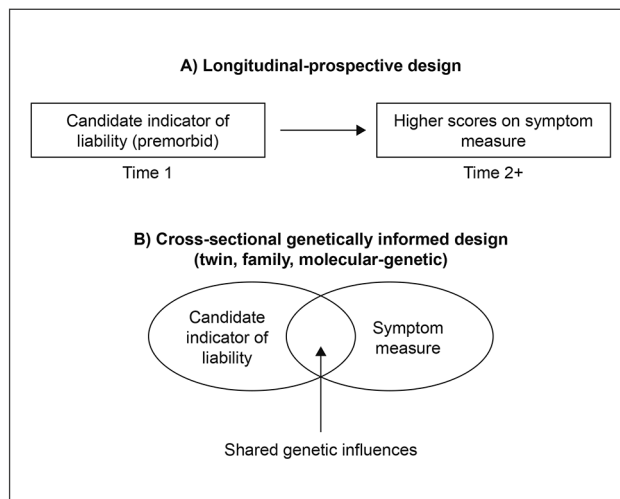 A) Longitudinal-prospective design
Candidate indicator of
liability (premorbid)
Higher scores on symptom
measure
Time 1
Time 2+
B) Cross-sectional genetically informed design
(twin, family, molecular-genetic)
Candidate
indicator of
liability
Symptom
measure
Shared genetic influences